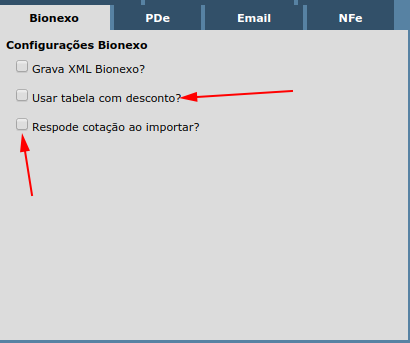 Bionexo PDe Email NFe
Configurações Bionexo
Grava XML Bionexo?
Usar tabela com desconto?
Respode cotação ao importar?